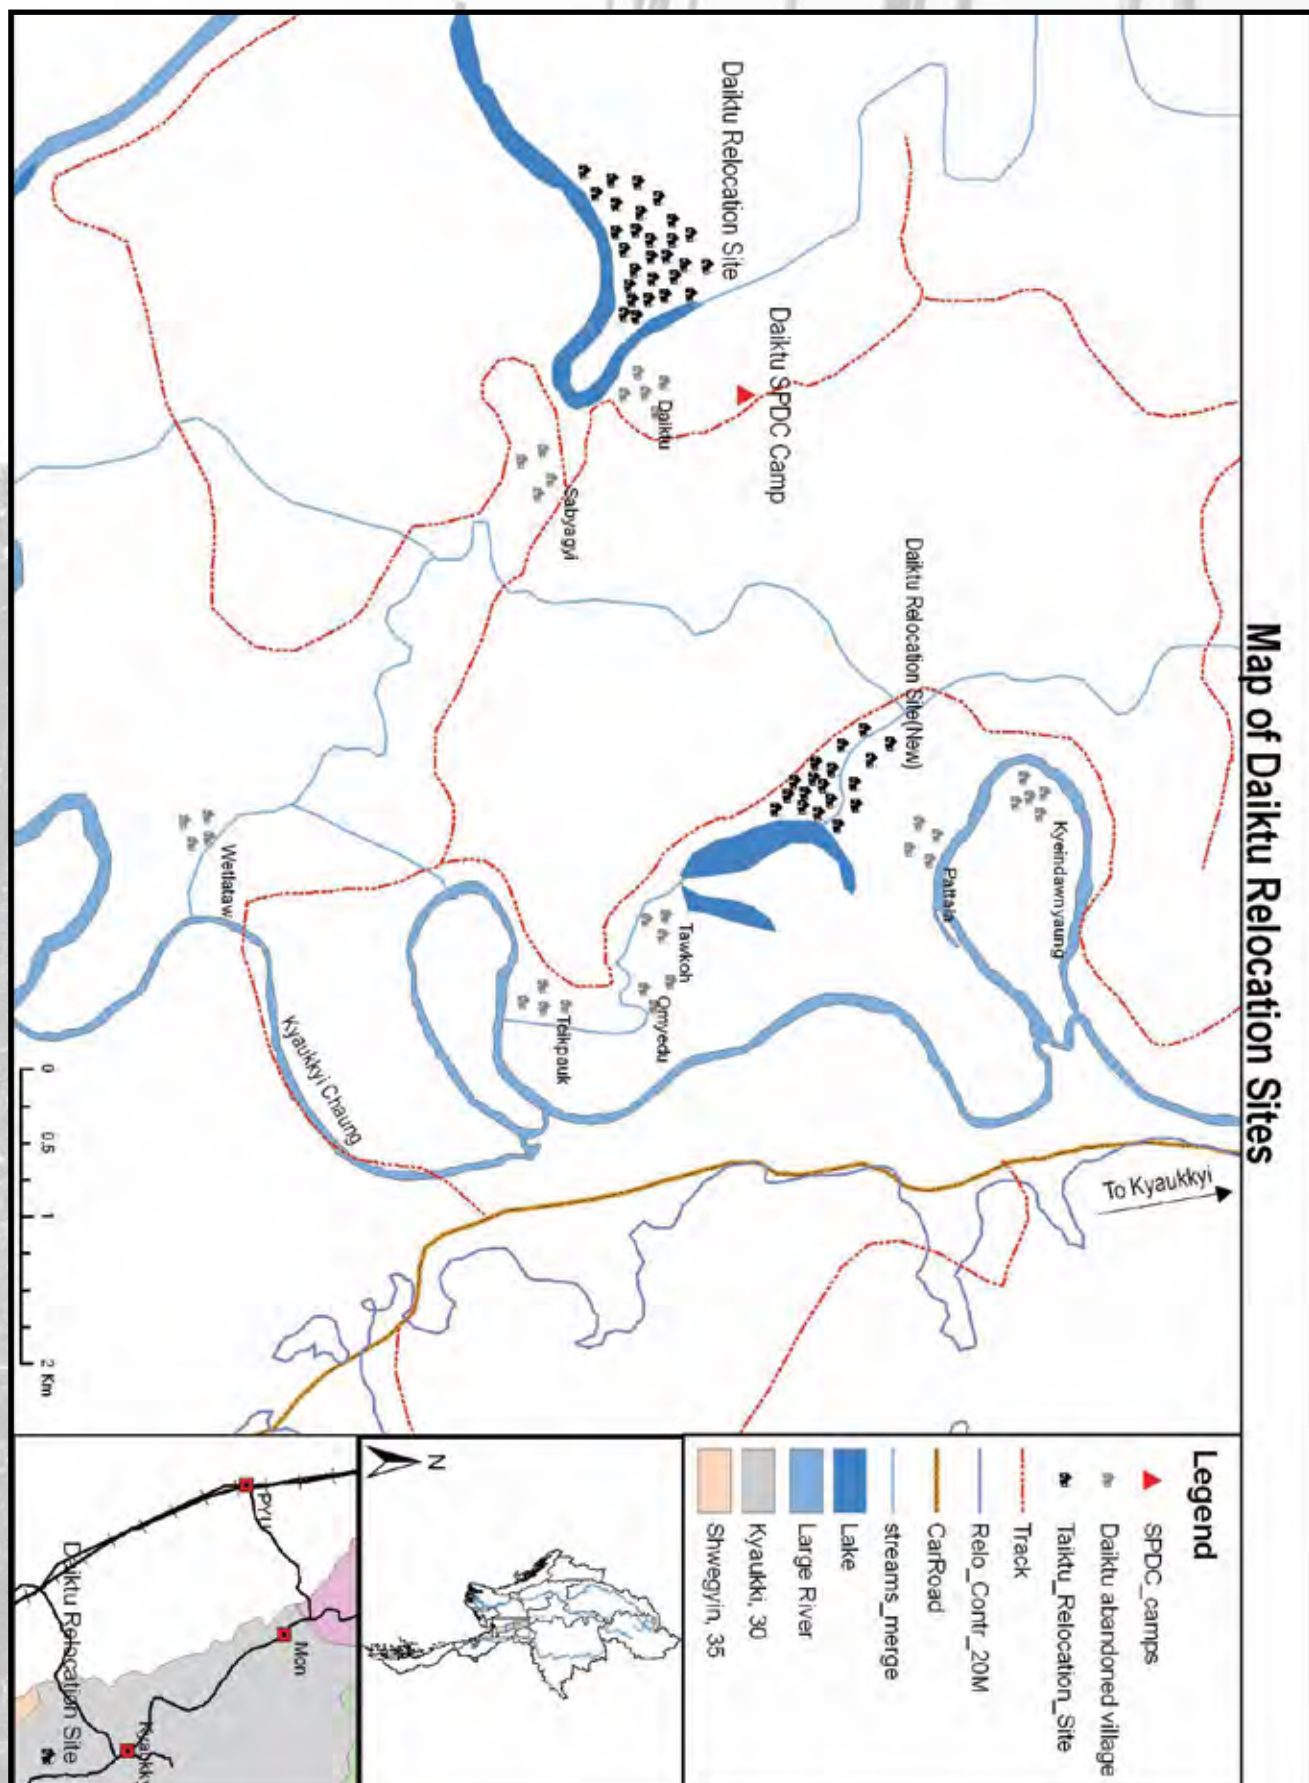 Map of Daiktu Relocation Sites
Daiktu Relocation Site
Daiktu SPDC Camp
Daiktu
Sabyagyi
Daiktu Relocation Site(New)
Kyeindawnyaung
Pattala
Tawkoh
Omyedu
Teikpauk
Wetlataw
Kyaukkyi Chaung
To Kyaukkyi
0
0.5
1
2 Km
Legend
SPDC_camps
Daiktu abandoned village
Taiktu_Relocation_Site
Track
Relo_Contr_20M
CarRoad
streams_merge
Lake
Large River
Kyaukki, 30
Shwegyin, 35
N
PYU
Mon
Kyaukky
Daiktu Relocation Site